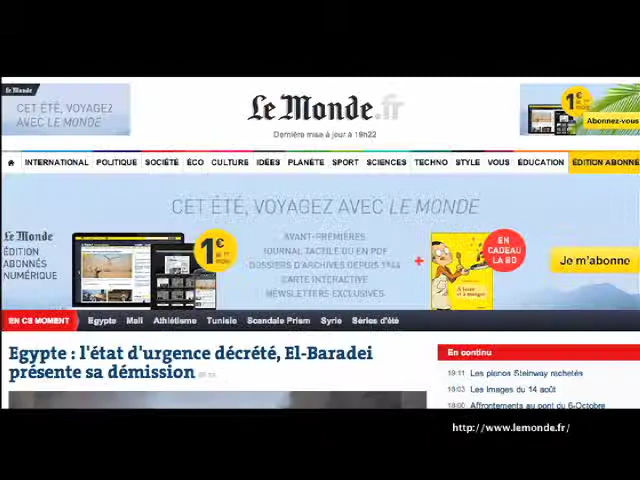 Le Monde
CET ÉTÉ, VOYAGEZ
AVEC LE MONDE
Le Monde.fr
Dernière mise à jour à 19h22
1€
Abonnez-vous
INTERNATIONAL POLITIQUE SOCIÉTÉ ÉCO CULTURE IDÉES PLANÈTE SPORT SCIENCES TECHNO STYLE VOUS ÉDUCATION ÉDITION ABONNÉ
CET ÉTÉ, VOYAGEZ AVEC LE MONDE
Le Monde
ÉDITION
ABONNÉS
NUMÉRIQUE
1€
AVANT-PREMIÈRES
JOURNAL TACTILE OU EN PDF
DOSSIERS D'ARCHIVES DEPUIS 1944
CARTE INTERACTIVE
NEWSLETTERS EXCLUSIVES
+
EN
CADEAU
LA BD
Je m'abonne
EN CE MOMENT Egypte Mali Athlétisme Tunisie Scandale Prism Syrie Séries d'été
Egypte : l'état d'urgence décrété, El-Baradei
présente sa démission
En continu
19:11 Les pianos Steinway rachetés
18:03 Les images du 14 août
18:00 Affrontements au pont du 6-Octobre
http://www.lemonde.fr/